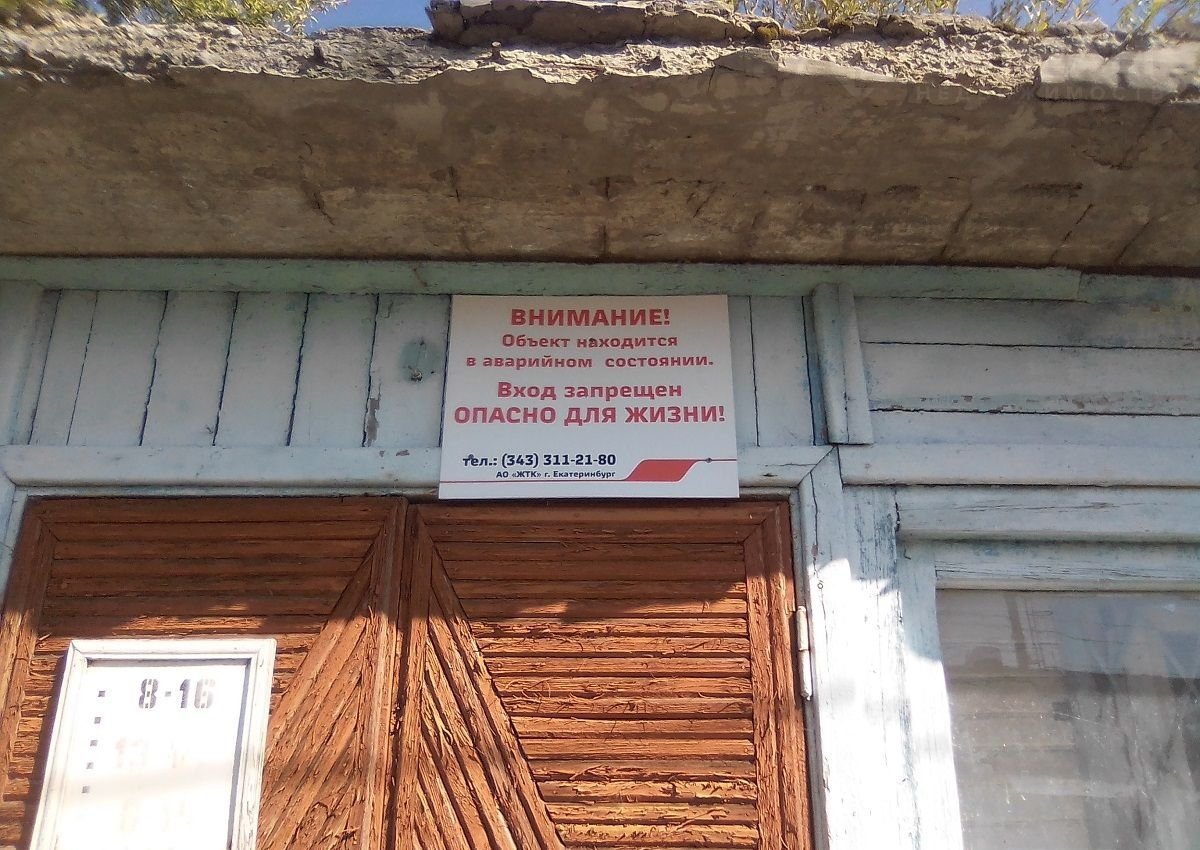 ВНИМАНИЕ!
Объект находится
в аварийном состоянии.
Вход запрещен
ОПАСНО ДЛЯ ЖИЗНИ!
тел.: (343) 311-21-80
АО «ЖТК» г. Екатеринбург
8-16